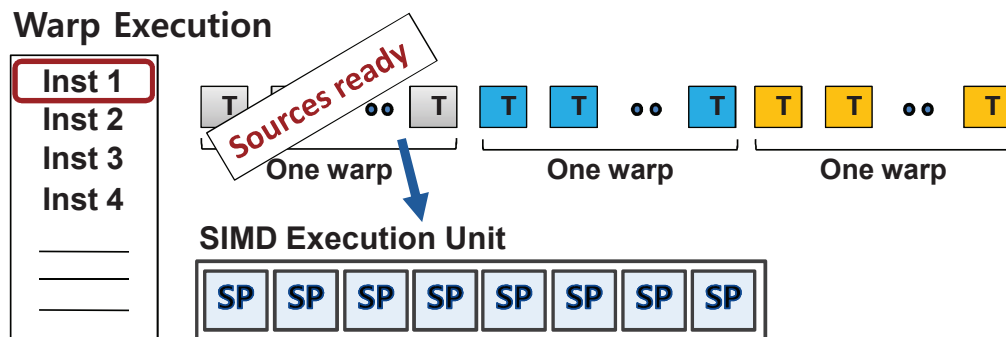 Warp Execution
Inst 1
Inst 2
Inst 3
Inst 4
Sources ready
T T T T T T T T
One warp One warp One warp
SIMD Execution Unit
SP SP SP SP SP SP SP SP